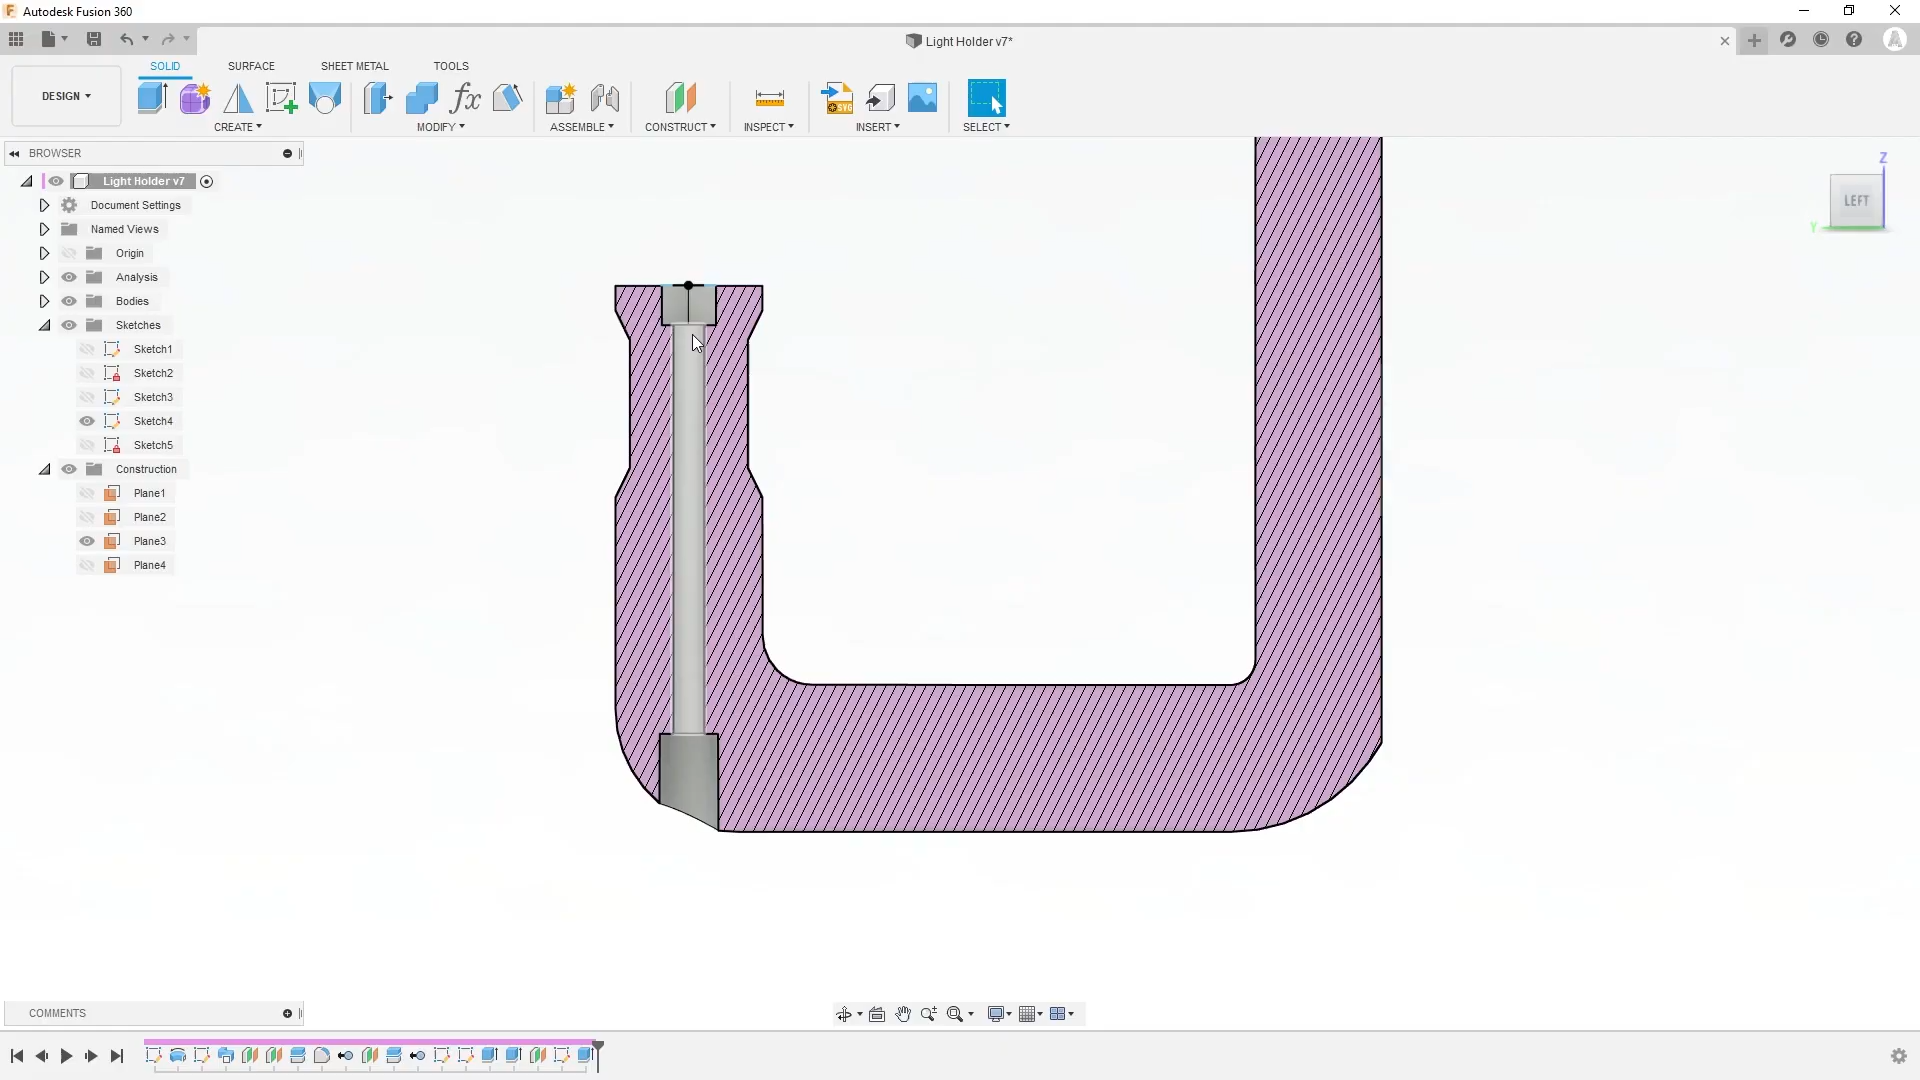 Autodesk Fusion 360
Light Holder v7*
DESIGN
SOLID
SURFACE
SHEET METAL
TOOLS
CREATE
MODIFY
ASSEMBLE
CONSTRUCT
INSPECT
INSERT
SELECT
BROWSER
Light Holder v7
Document Settings
Named Views
Origin
Analysis
Bodies
Sketches
Sketch1
Sketch2
Sketch3
Sketch4
Sketch5
Construction
Plane1
Plane2
Plane3
Plane4
Z
LEFT
Y
COMMENTS